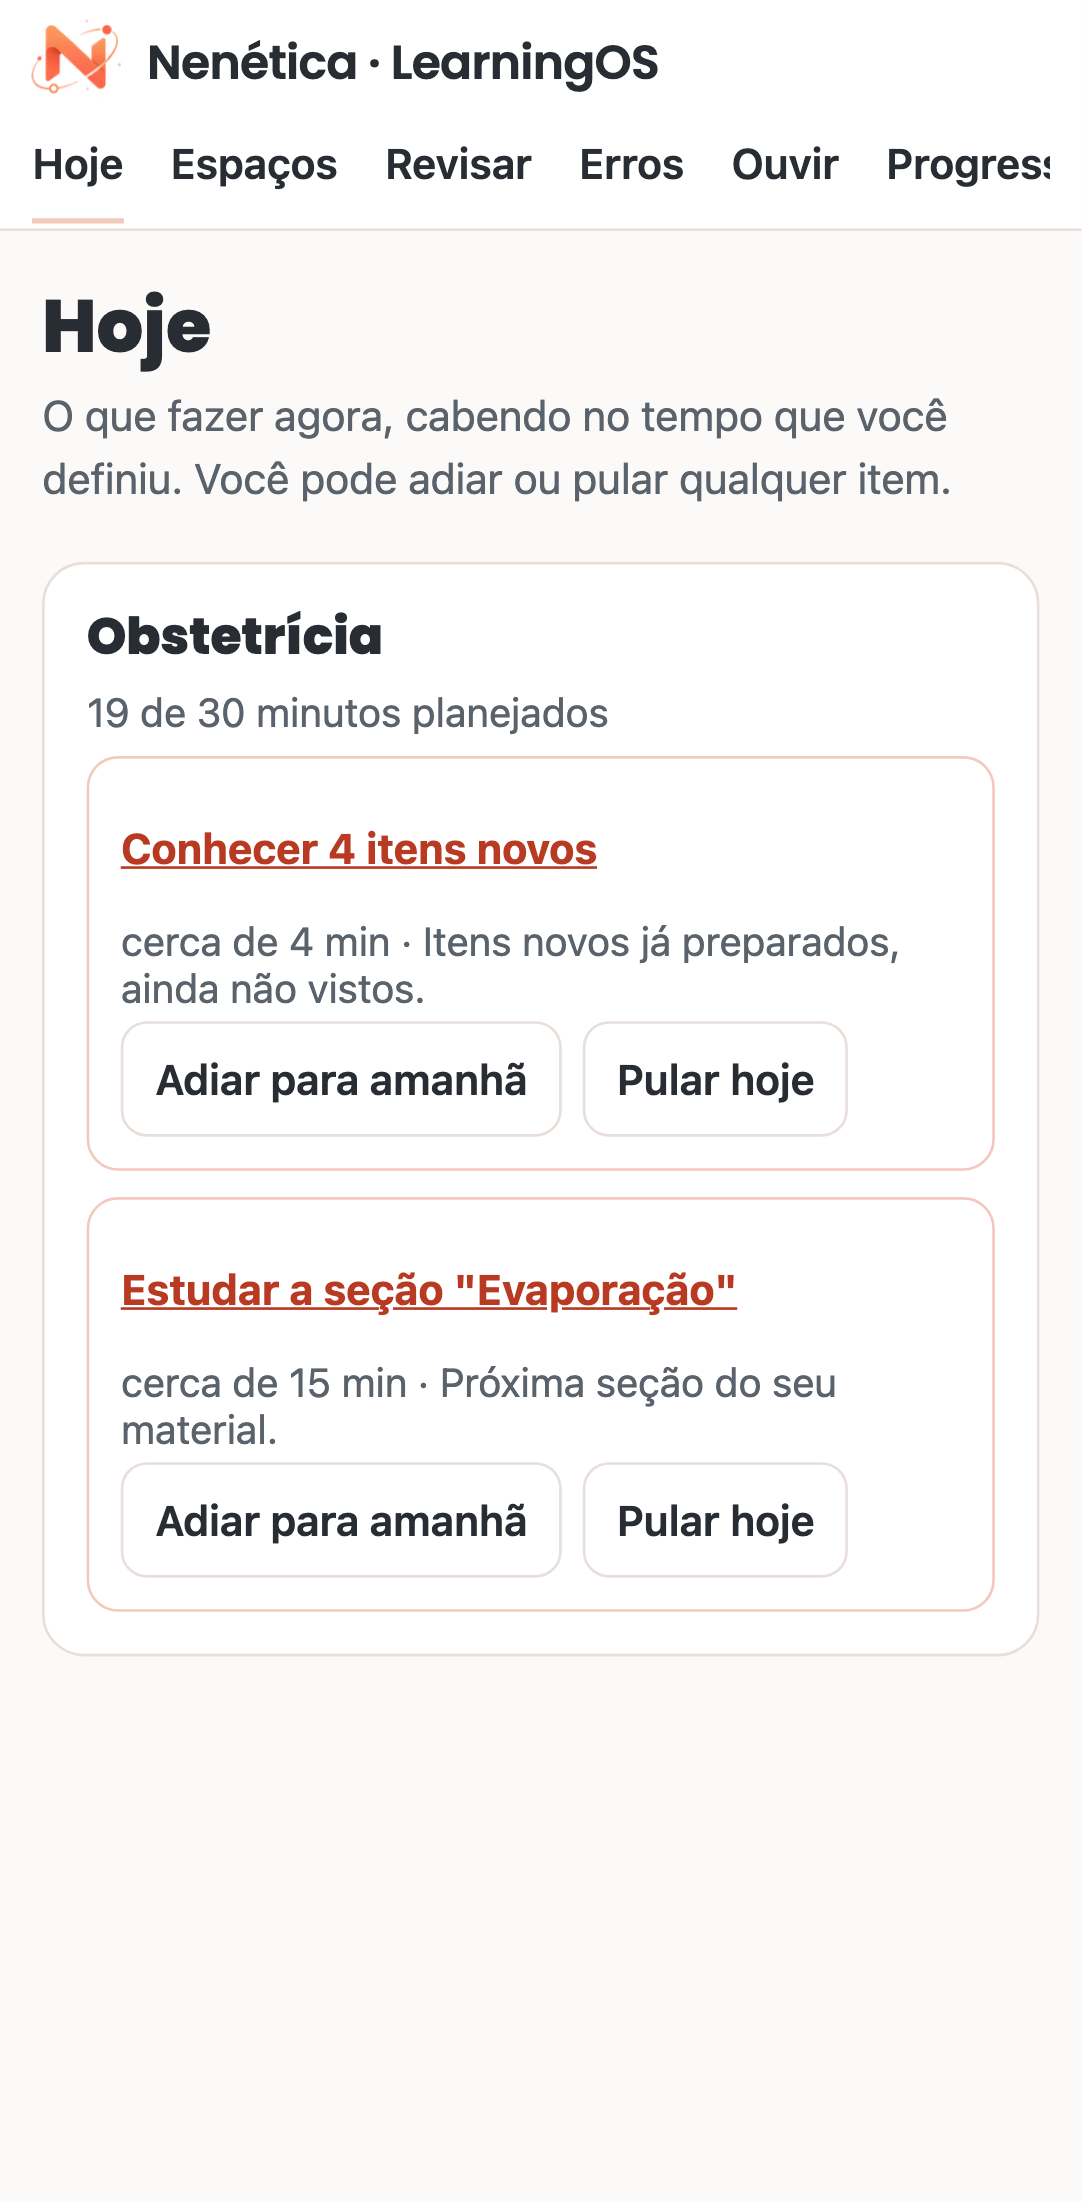 Nenética · LearningOS
Hoje Espaços Revisar Erros Ouvir Progress
Hoje
O que fazer agora, cabendo no tempo que você
definiu. Você pode adiar ou pular qualquer item.
Obstetrícia
19 de 30 minutos planejados
Conhecer 4 itens novos
cerca de 4 min · Itens novos já preparados,
ainda não vistos.
Adiar para amanhã Pular hoje
Estudar a seção "Evaporação"
cerca de 15 min · Próxima seção do seu
material.
Adiar para amanhã Pular hoje